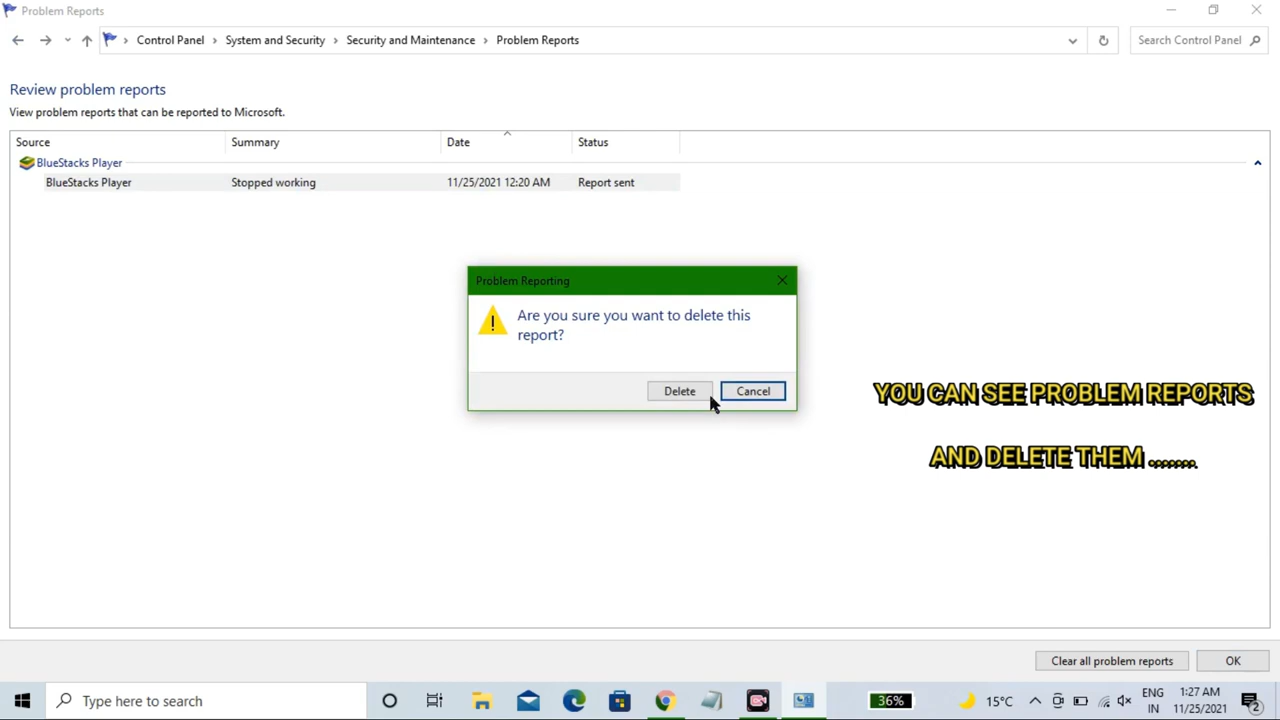 Problem Reports
Control Panel > System and Security > Security and Maintenance > Problem Reports
Search Control Panel
Review problem reports
View problem reports that can be reported to Microsoft.
Source Summary Date Status
BlueStacks Player
BlueStacks Player Stopped working 11/25/2021 12:20 AM Report sent
Problem Reporting
Are you sure you want to delete this
report?
Delete Cancel
YOU CAN SEE PROBLEM REPORTS
AND DELETE THEM .......
Clear all problem reports OK
Type here to search
36%
15°C
ENG
IN
1:27 AM
11/25/2021
2